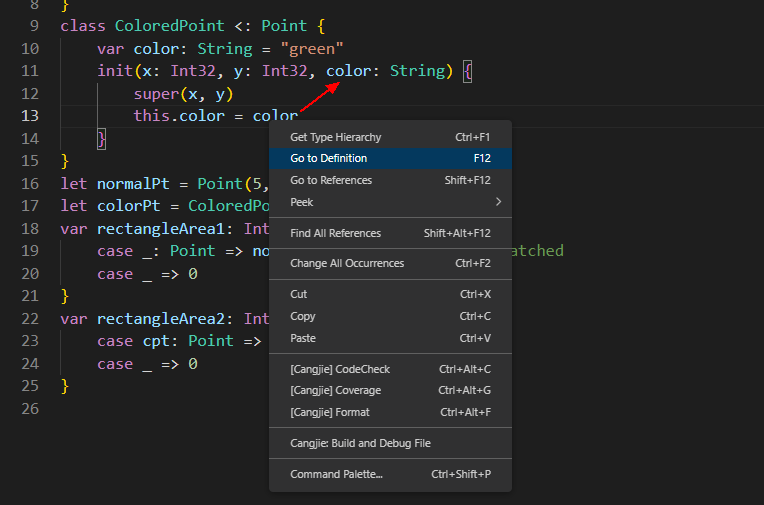 8 }
9 class ColoredPoint <: Point {
10 var color: String = "green"
11 init(x: Int32, y: Int32, color: String) {
12 super(x, y)
13 this.color = color
14 }
15 }
16 let normalPt = Point(5,
17 let colorPt = ColoredPo
18 var rectangleArea1: Int
19 case _: Point => no atched
20 case _ => 0
21 }
22 var rectangleArea2: Int
23 case cpt: Point =>
24 case _ => 0
25 }
26
Get Type Hierarchy Ctrl+F1
Go to Definition F12
Go to References Shift+F12
Peek >
Find All References Shift+Alt+F12
Change All Occurrences Ctrl+F2
Cut Ctrl+X
Copy Ctrl+C
Paste Ctrl+V
[Cangjie] CodeCheck Ctrl+Alt+C
[Cangjie] Coverage Ctrl+Alt+G
[Cangjie] Format Ctrl+Alt+F
Cangjie: Build and Debug File
Command Palette... Ctrl+Shift+P